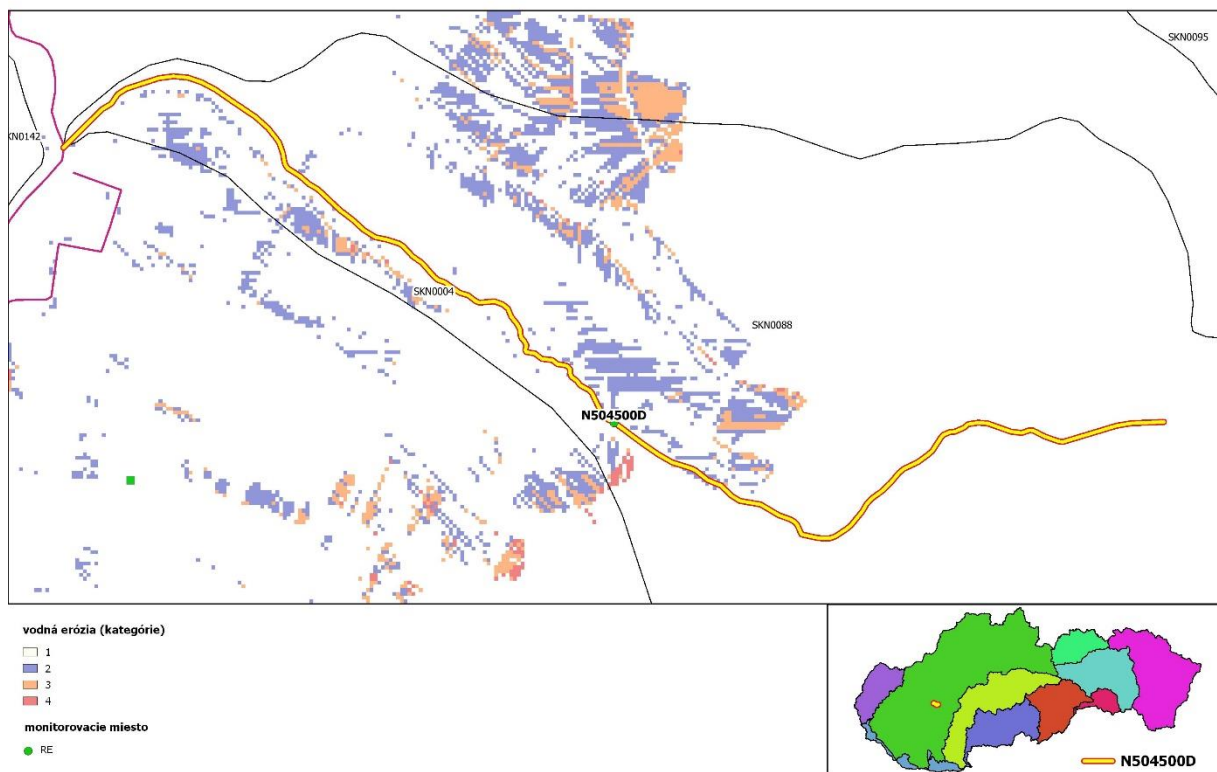 SKN0095
KN0142
SKN0004
SKN0088
N504500D
vodná erózia (kategórie)
1
2
3
4
monitorovacie miesto
RE
N504500D